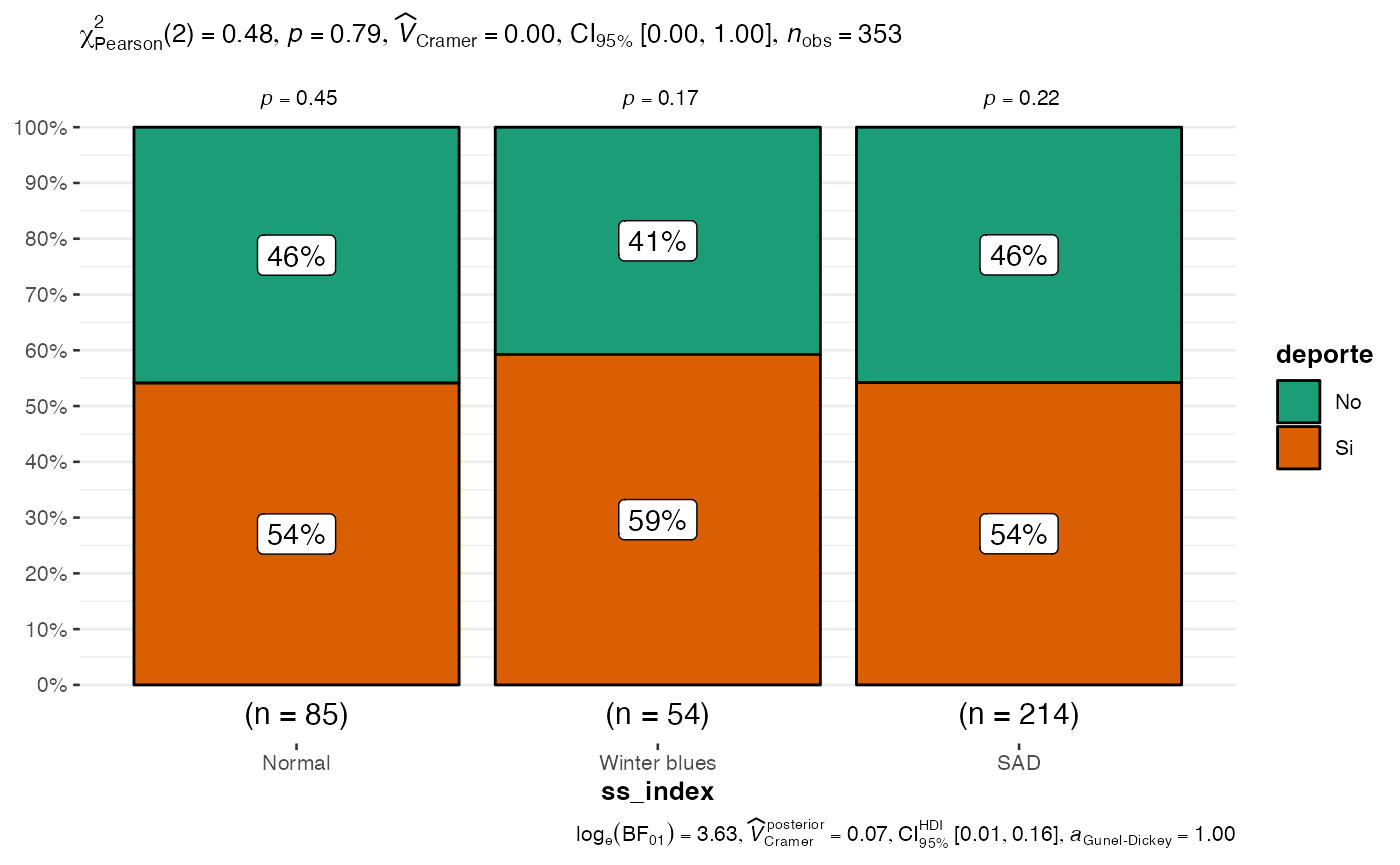 χ²Pearson(2) = 0.48, p = 0.79, V̂Cramer = 0.00, CI95% [0.00, 1.00], nobs = 353
p = 0.45 p = 0.17 p = 0.22
100%
90%
80%
70%
60%
50%
40%
30%
20%
10%
0%
46% 41% 46%
54% 59% 54%
deporte
No
Si
(n = 85) (n = 54) (n = 214)
Normal Winter blues SAD
ss_index
loge(BF01) = 3.63, V̂posteriorCramer = 0.07, CIHDI95% [0.01, 0.16], aGunel-Dickey = 1.00